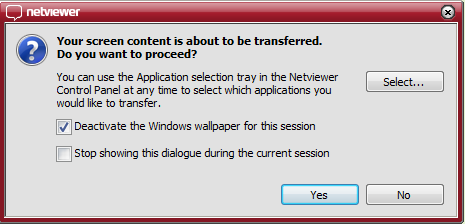 netviewer
Your screen content is about to be transferred.
Do you want to proceed?
You can use the Application selection tray in the Netviewer
Control Panel at any time to select which applications you
would like to transfer.
Select...
Deactivate the Windows wallpaper for this session
Stop showing this dialogue during the current session
Yes
No